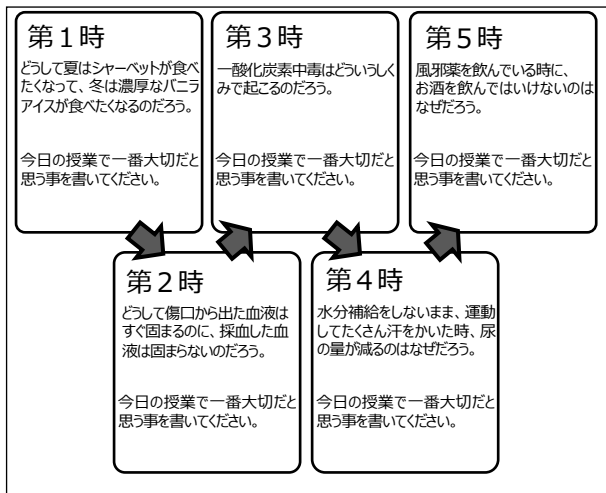 第１時
どうして夏はシャーベットが食べ
たくなって、冬は濃厚なバニラ
アイスが食べたくなるのだろう。
今日の授業で一番大切だと
思う事を書いてください。
第２時
どうして傷口から出た血液は
すぐ固まるのに、採血した血
液は固まらないのだろう。
今日の授業で一番大切だと
思う事を書いてください。
第３時
一酸化炭素中毒はどういうしく
みで起こるのだろう。
今日の授業で一番大切だと
思う事を書いてください。
第４時
水分補給をしないまま、運動
してたくさん汗をかいた時、尿
の量が減るのはなぜだろう。
今日の授業で一番大切だと
思う事を書いてください。
第５時
風邪薬を飲んでいる時に、
お酒を飲んではいけないのは
なぜだろう。
今日の授業で一番大切だと
思う事を書いてください。